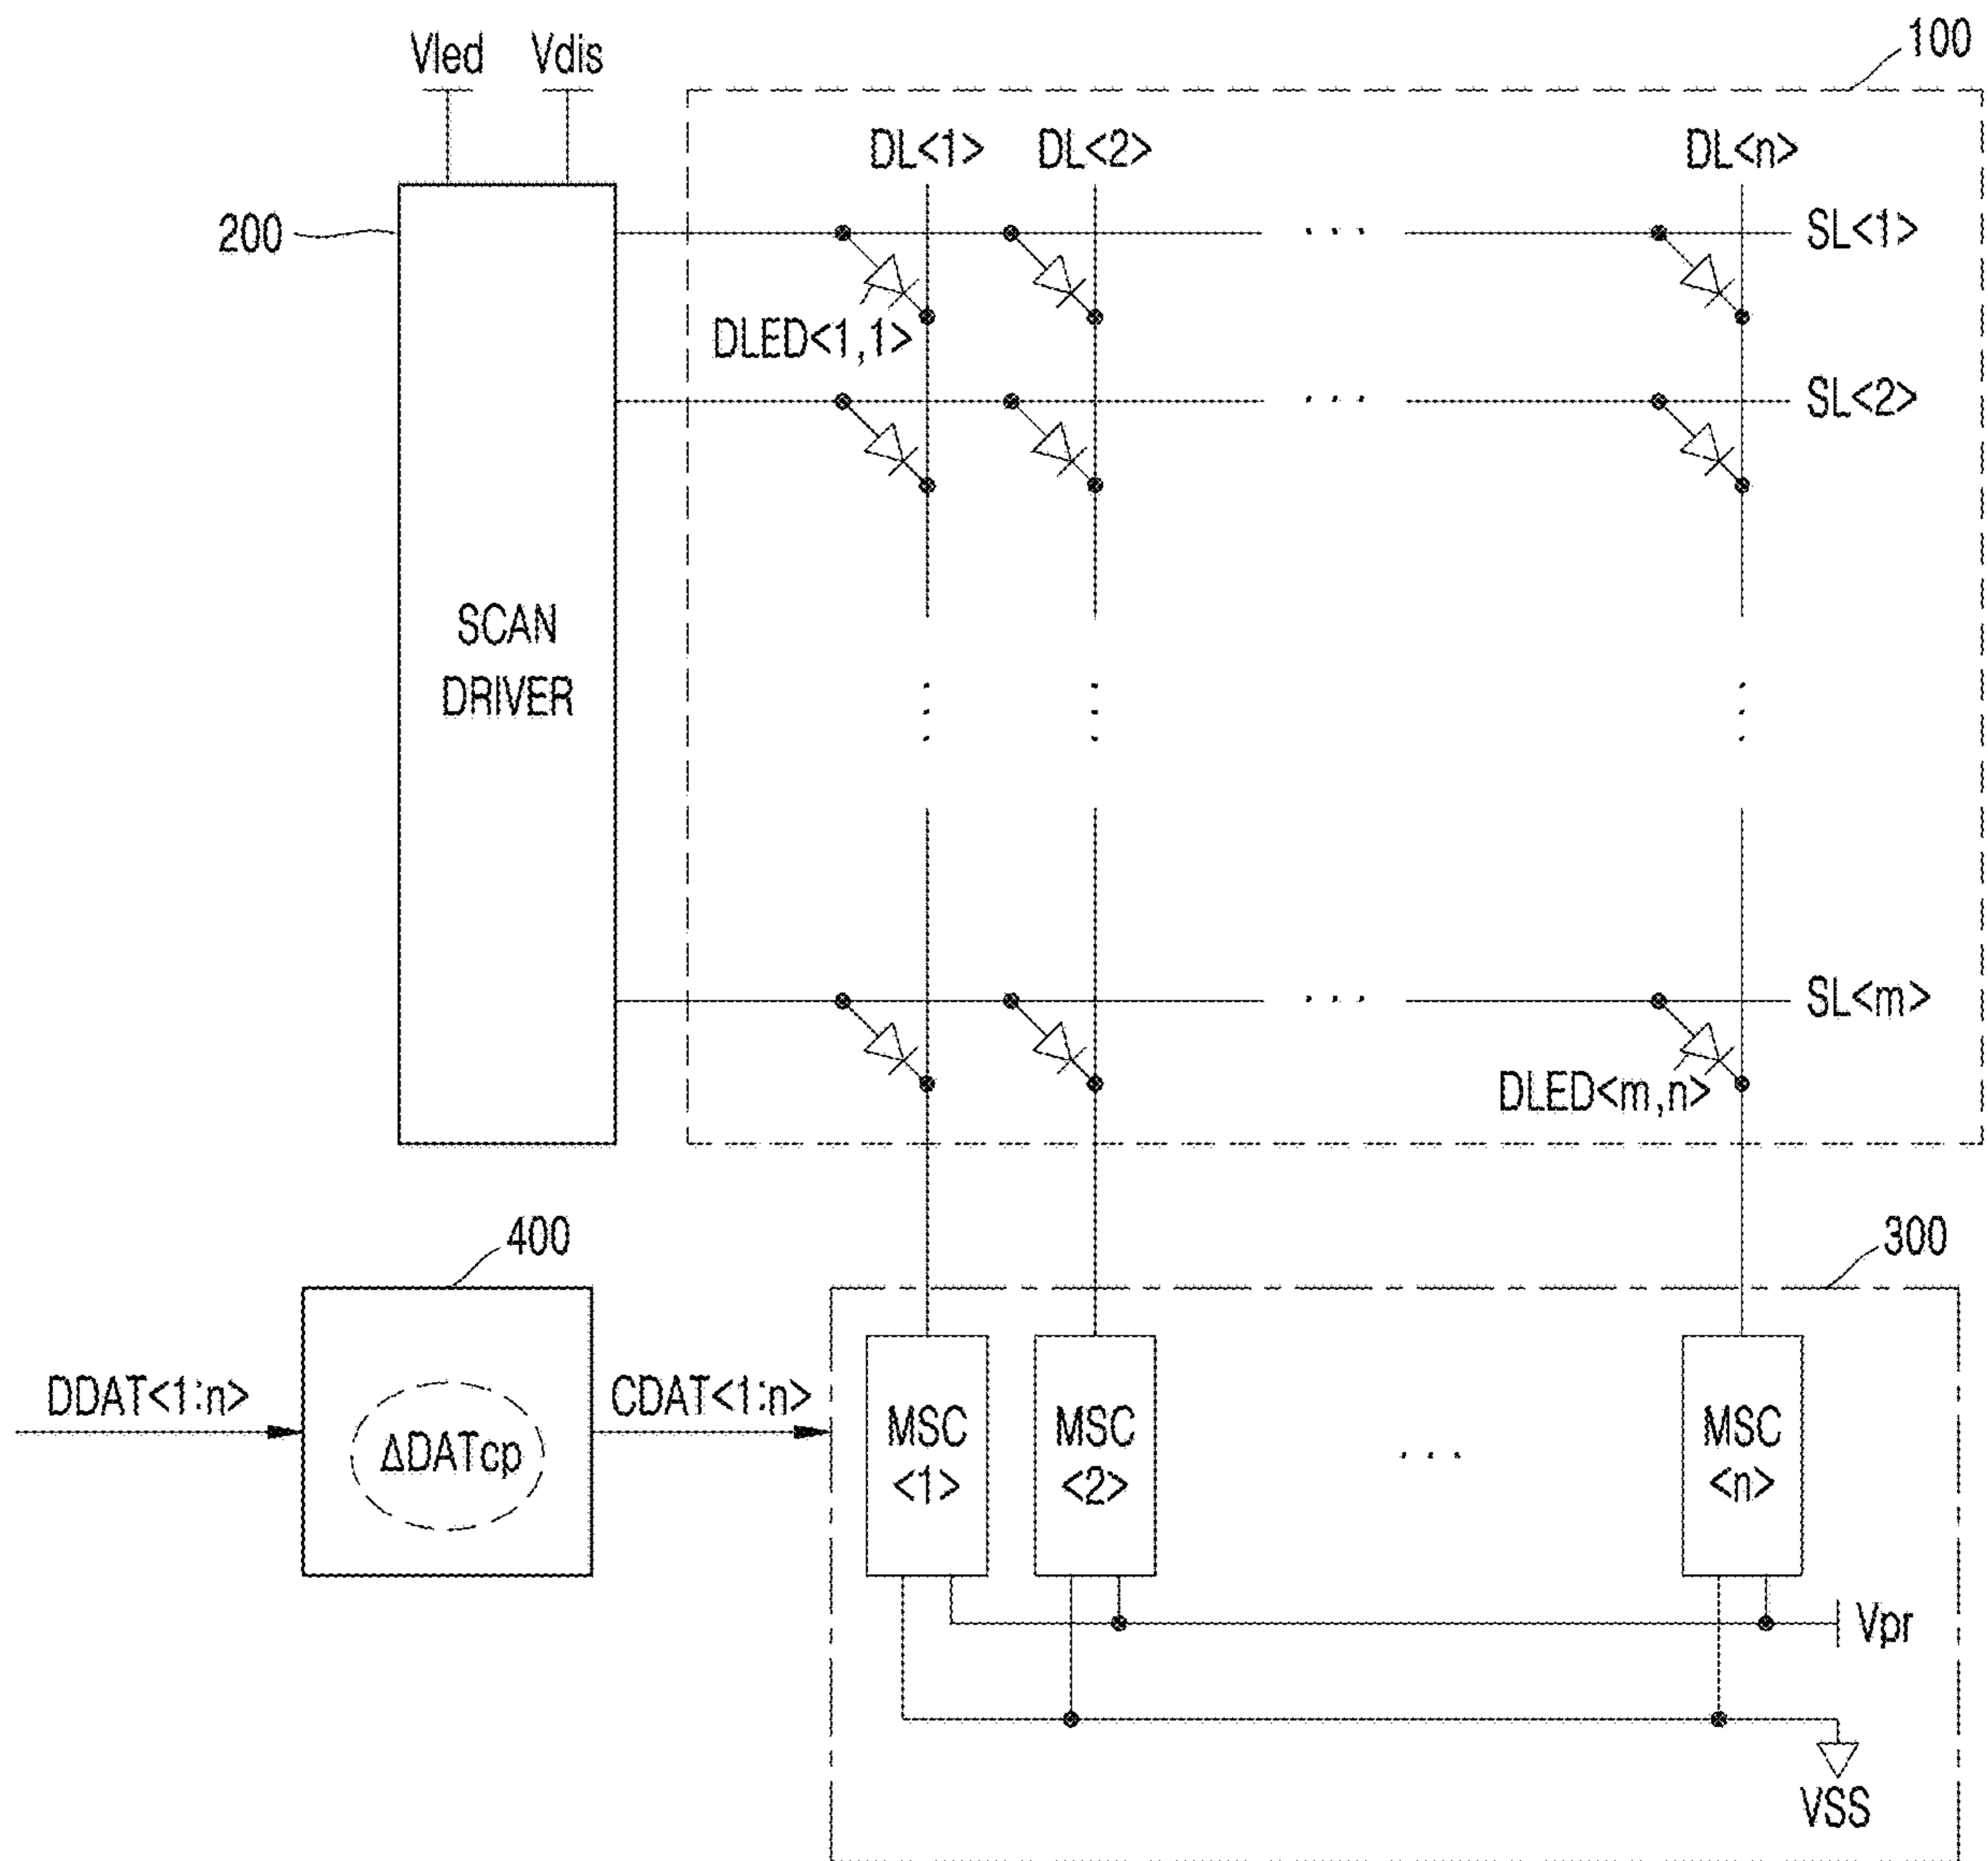 Vled Vdis
100
DL<1> DL<2> DL<n>
200
SL<1>
DLED<1,1>
SL<2>
SCAN
DRIVER
SL<m>
DLED<m,n>
400
300
DDAT<1:n>
ΔDATcp
CDAT<1:n>
MSC
<1>
MSC
<2>
. . .
MSC
<n>
Vpr
VSS